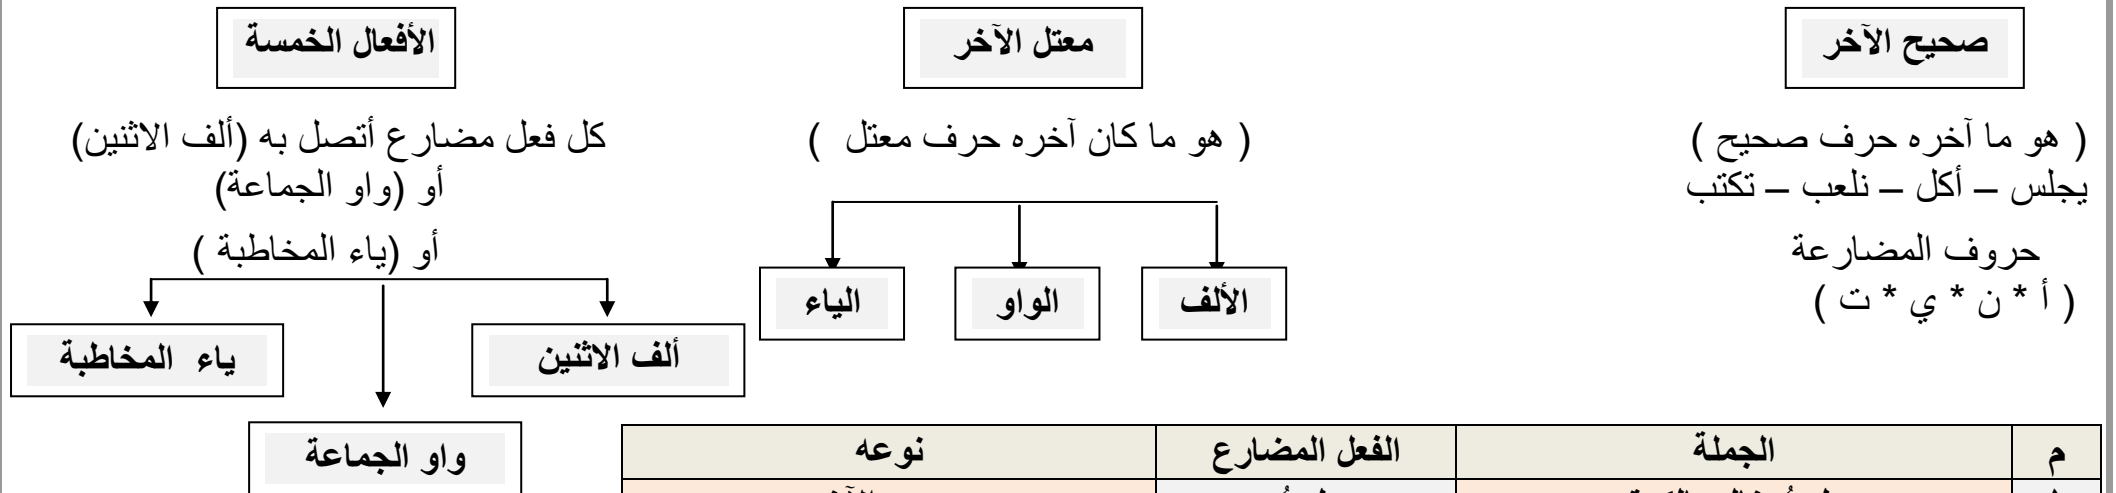 صحيح الآخر
( هو ما آخره حرف صحيح )
يجلس – أكل – نلعب – تكتب
حروف المضارعة
( أ * ن * ي * ت )
معتل الآخر
( هو ما كان آخره حرف معتل )
الألف
الواو
الياء
الأفعال الخمسة
كل فعل مضارع أتصل به (ألف الاثنين)
أو (واو الجماعة)
أو (ياء المخاطبة )
ألف الاثنين
ياء المخاطبة
واو الجماعة
م الجملة الفعل المضارع نوعه